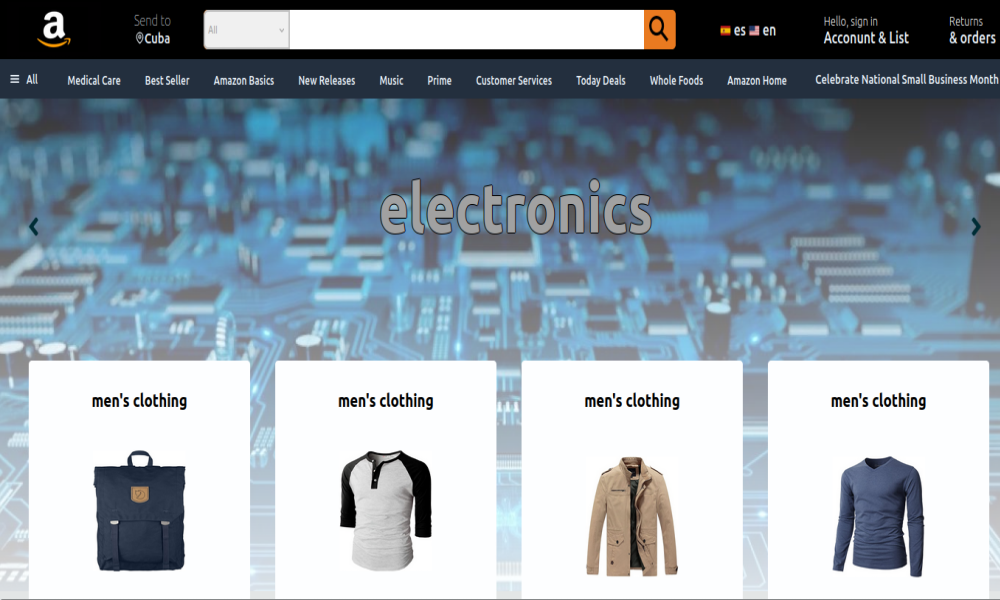 a
Send to
Cuba
All
es en
Hello, sign in
Acconunt & List
Returns
& orders
All
Medical Care
Best Seller
Amazon Basics
New Releases
Music
Prime
Customer Services
Today Deals
Whole Foods
Amazon Home
Celebrate National Small Business Month
electronics
men's clothing
men's clothing
men's clothing
men's clothing